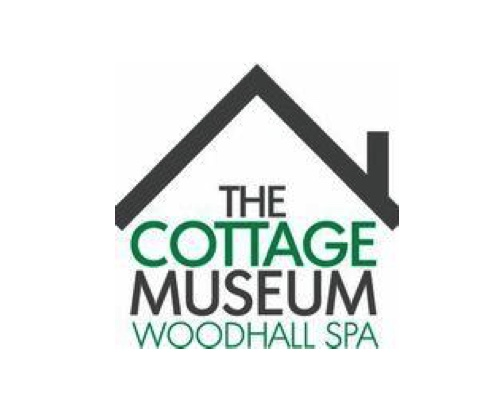 THE
COTTAGE
MUSEUM
WOODHALL SPA